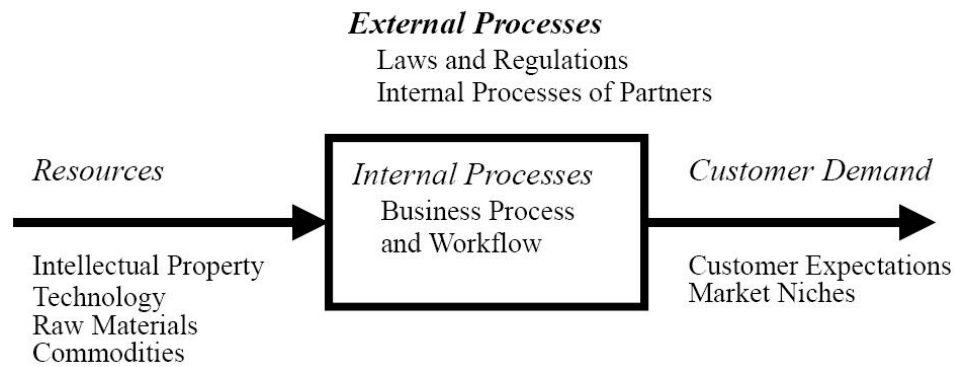 External Processes
Laws and Regulations
Internal Processes of Partners
Resources
Intellectual Property
Technology
Raw Materials
Commodities
Internal Processes
Business Process
and Workflow
Customer Demand
Customer Expectations
Market Niches